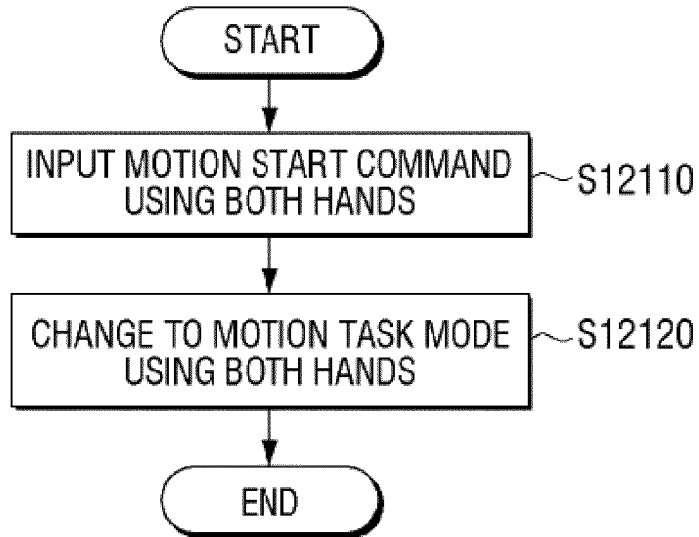 START
INPUT MOTION START COMMAND
USING BOTH HANDS
S12110
CHANGE TO MOTION TASK MODE
USING BOTH HANDS
S12120
END